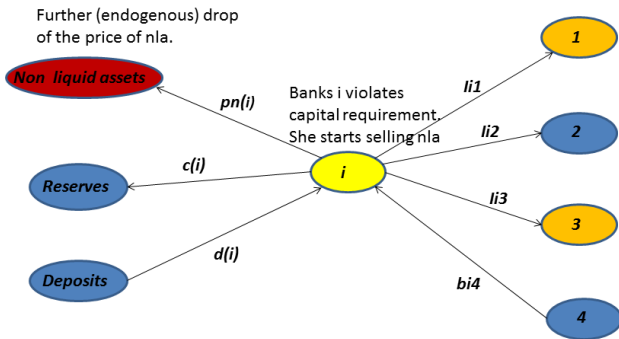 Further (endogenous) drop
of the price of nla.
Non liquid assets
pn(i)
Banks i violates
capital requirement.
She starts selling nla
1
li1
li2
2
Reserves
c(i)
i
li3
3
d(i)
Deposits
bi4
4